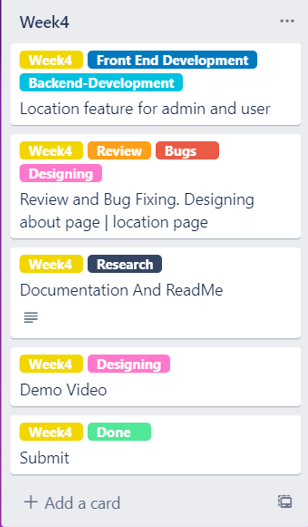 Week4
Week4 Front End Development
Backend-Development
Location feature for admin and user
Week4 Review Bugs
Designing
Review and Bug Fixing. Designing
about page | location page
Week4 Research
Documentation And ReadMe
Week4 Designing
Demo Video
Week4 Done
Submit
Add a card